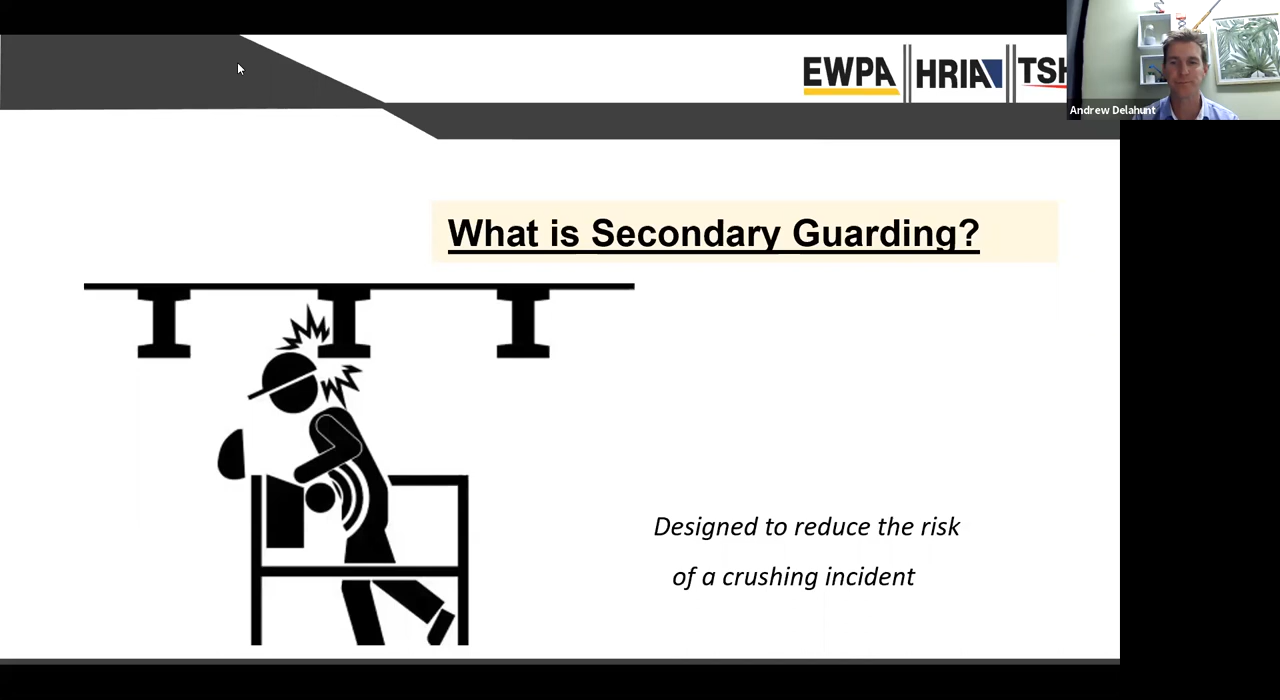 EWPA HRIA TSH
Andrew Delahunt
What is Secondary Guarding?
Designed to reduce the risk
of a crushing incident